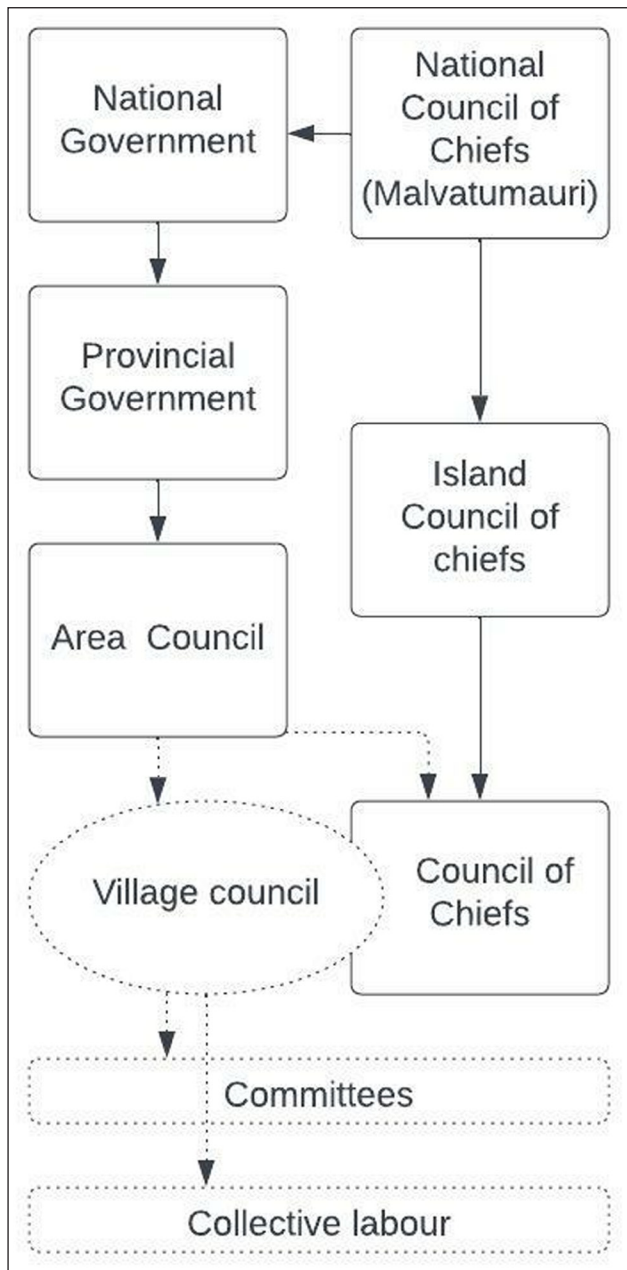 National
Government
National
Council of
Chiefs
(Malvatumauri)
Provincial
Government
Island
Council of
chiefs
Area Council
Village council
Council of
Chiefs
Committees
Collective labour